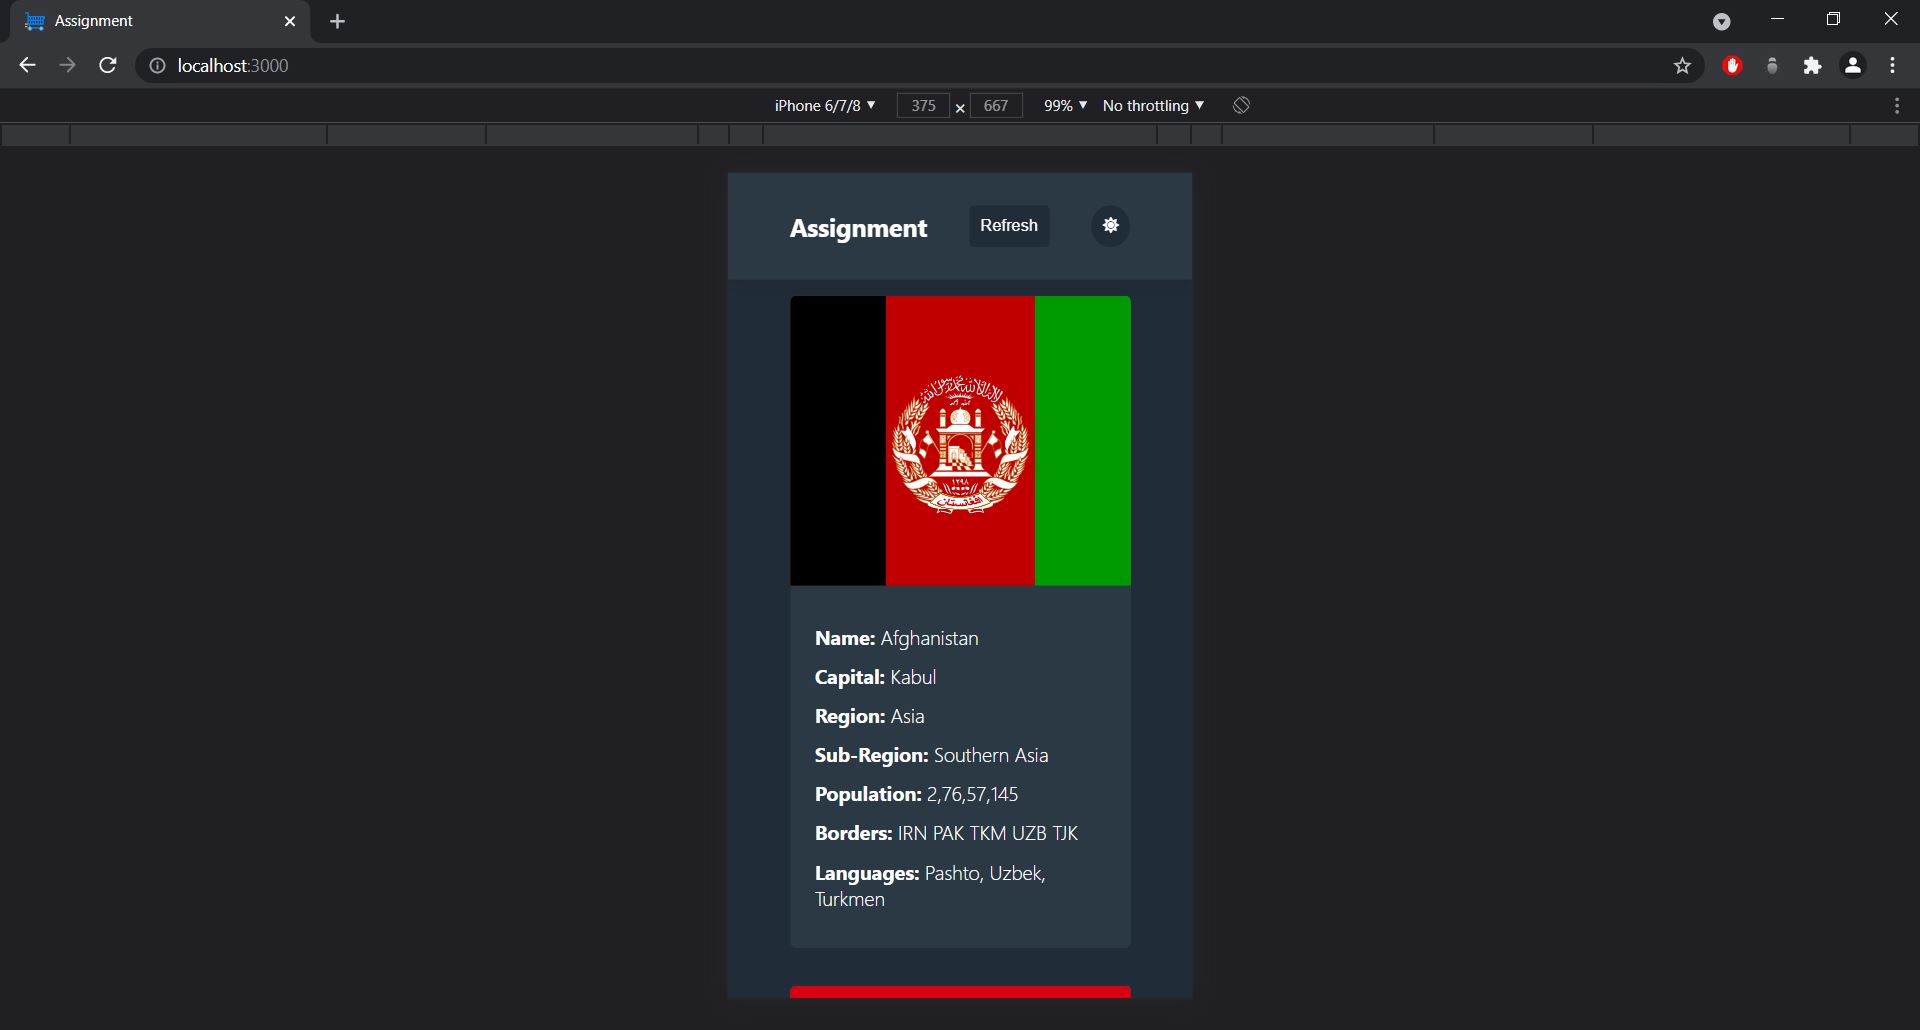 Assignment
localhost:3000
iPhone 6/7/8 375 × 667 99% No throttling
Assignment Refresh
١٢٩٨
Name: Afghanistan
Capital: Kabul
Region: Asia
Sub-Region: Southern Asia
Population: 2,76,57,145
Borders: IRN PAK TKM UZB TJK
Languages: Pashto, Uzbek,
Turkmen